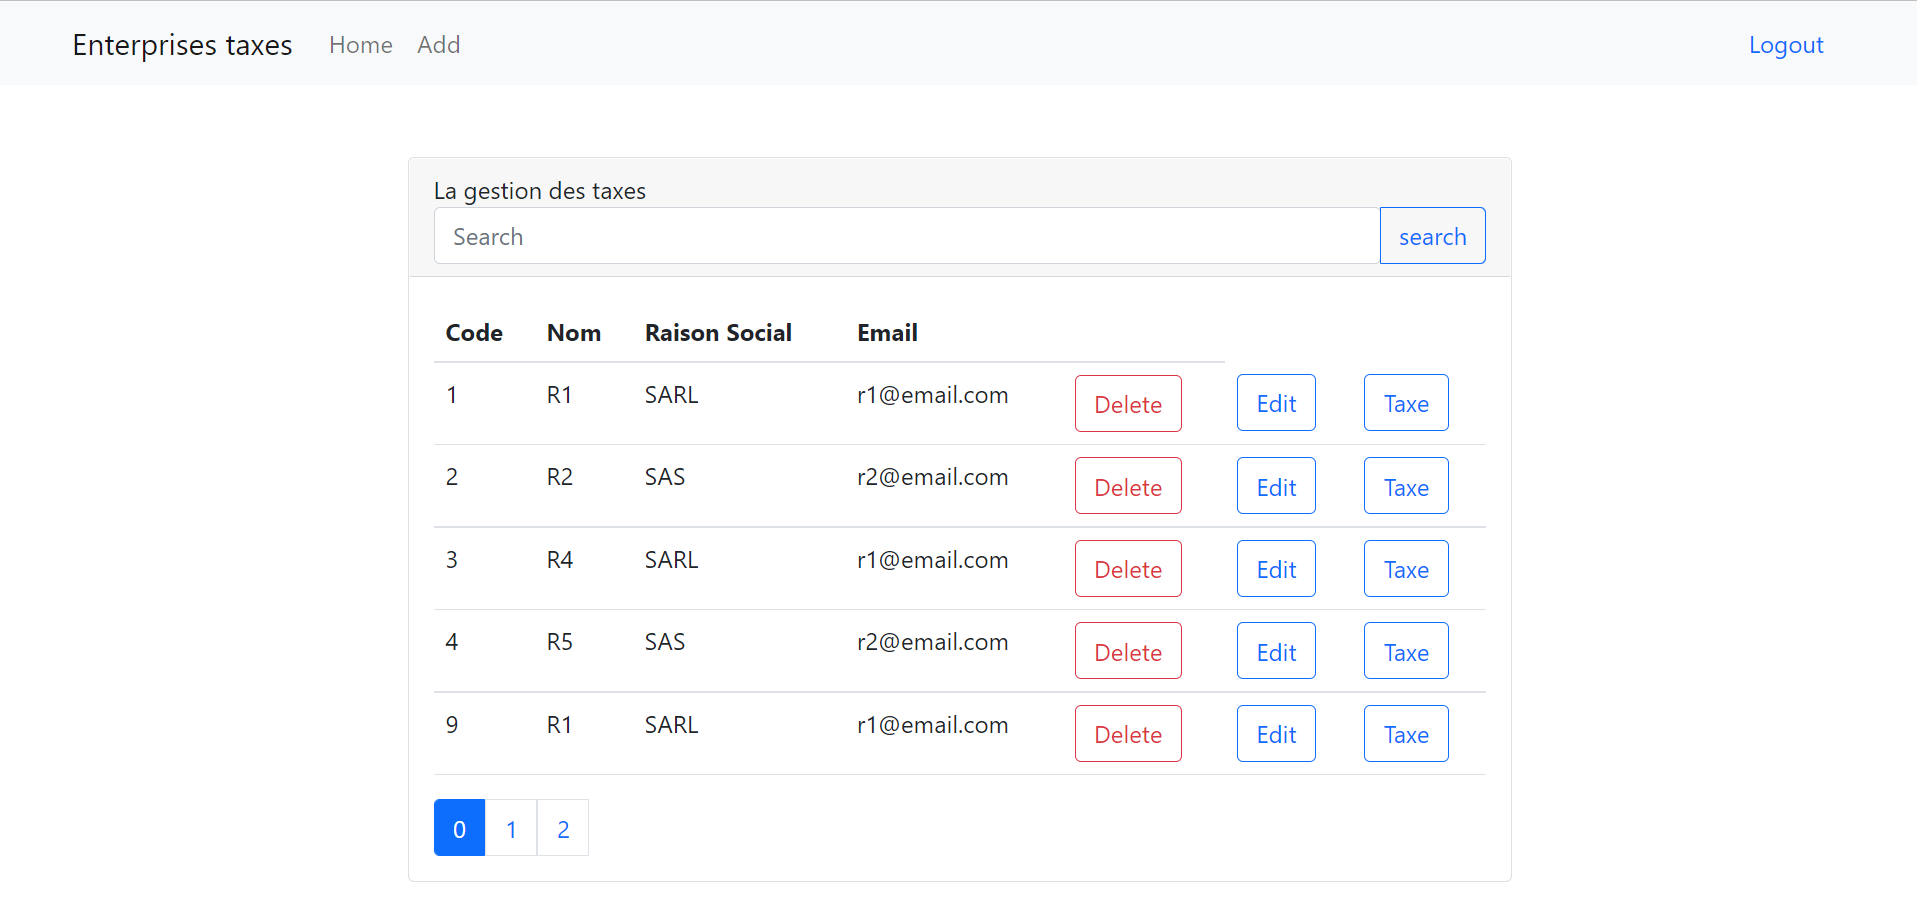 Enterprises taxes Home Add Logout
La gestion des taxes
Search search
Code Nom Raison Social Email
1 R1 SARL r1@email.com Delete Edit Taxe
2 R2 SAS r2@email.com Delete Edit Taxe
3 R4 SARL r1@email.com Delete Edit Taxe
4 R5 SAS r2@email.com Delete Edit Taxe
9 R1 SARL r1@email.com Delete Edit Taxe
0 1 2